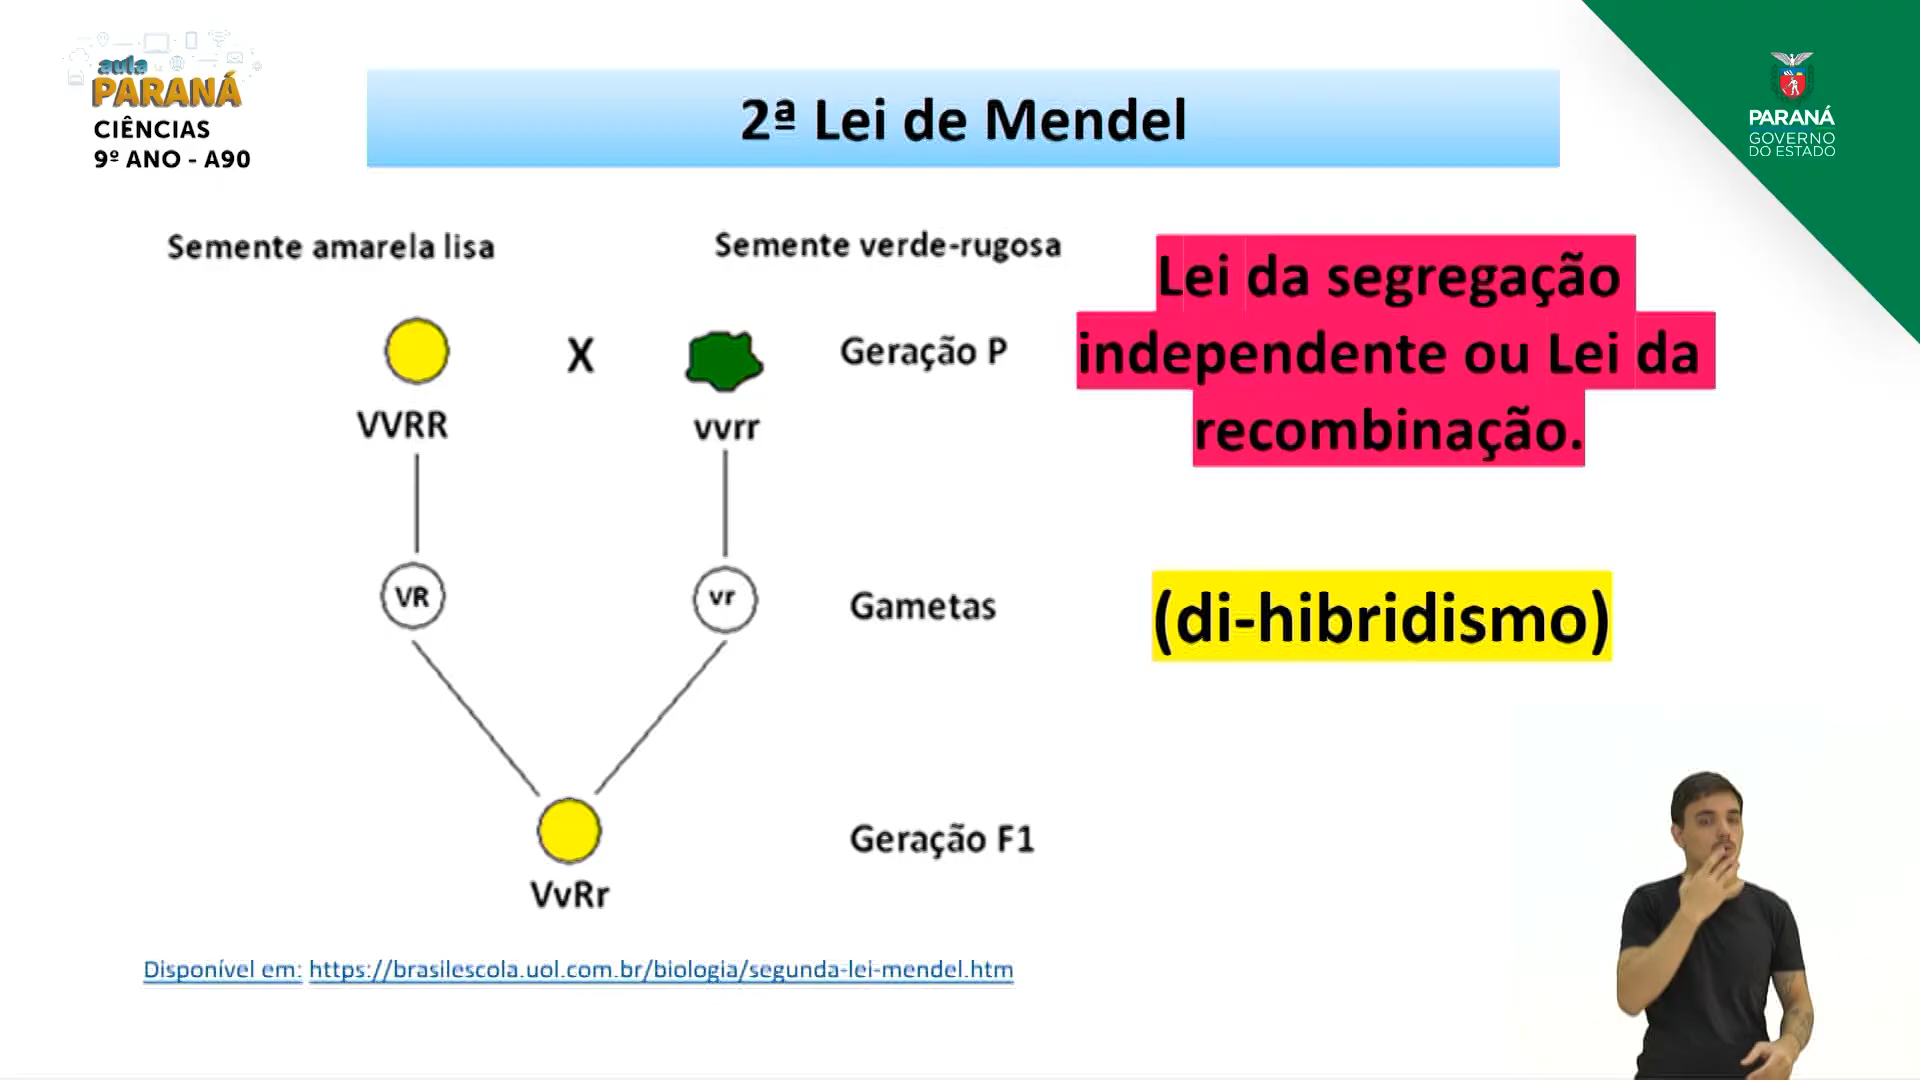 aula
PARANÁ
CIÊNCIAS
9º ANO - A90
2ª Lei de Mendel
PARANÁ
GOVERNO
DO ESTADO
Semente amarela lisa
Semente verde-rugosa
X
Geração P
VVRR
vvrr
VR
vr
Gametas
Geração F1
VvRr
Lei da segregação
independente ou Lei da
recombinação.
(di-hibridismo)
Disponível em: https://brasilescola.uol.com.br/biologia/segunda-lei-mendel.htm